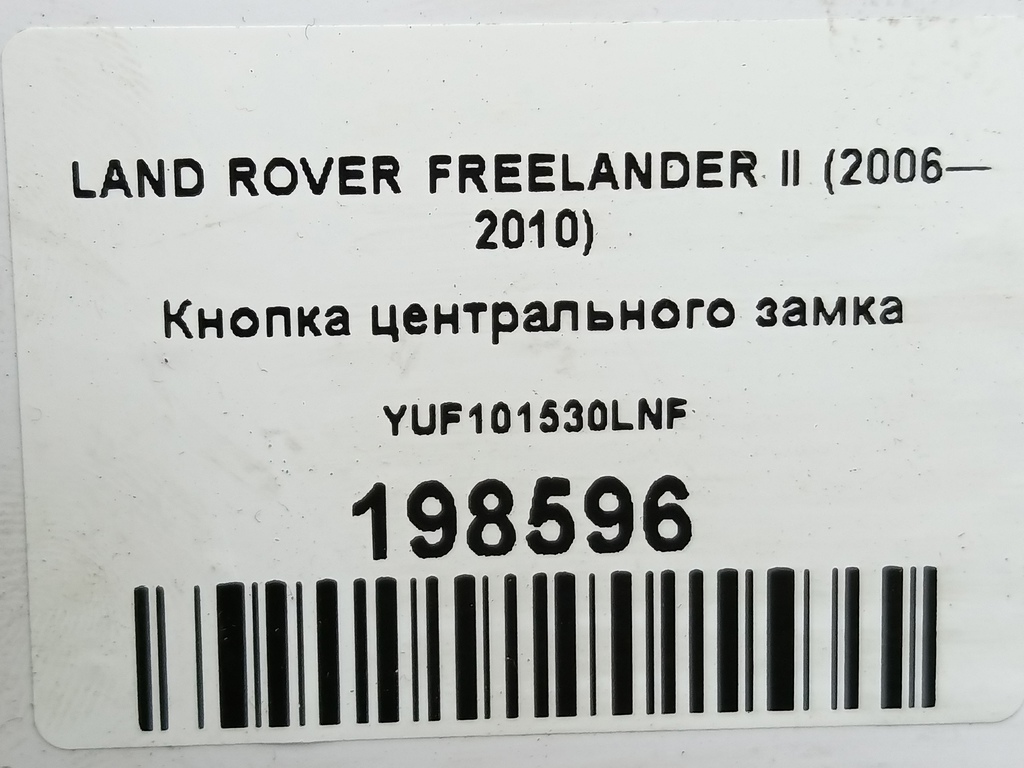 LAND ROVER FREELANDER II (2006—
2010)
Кнопка центрального замка
YUF101530LNF
198596